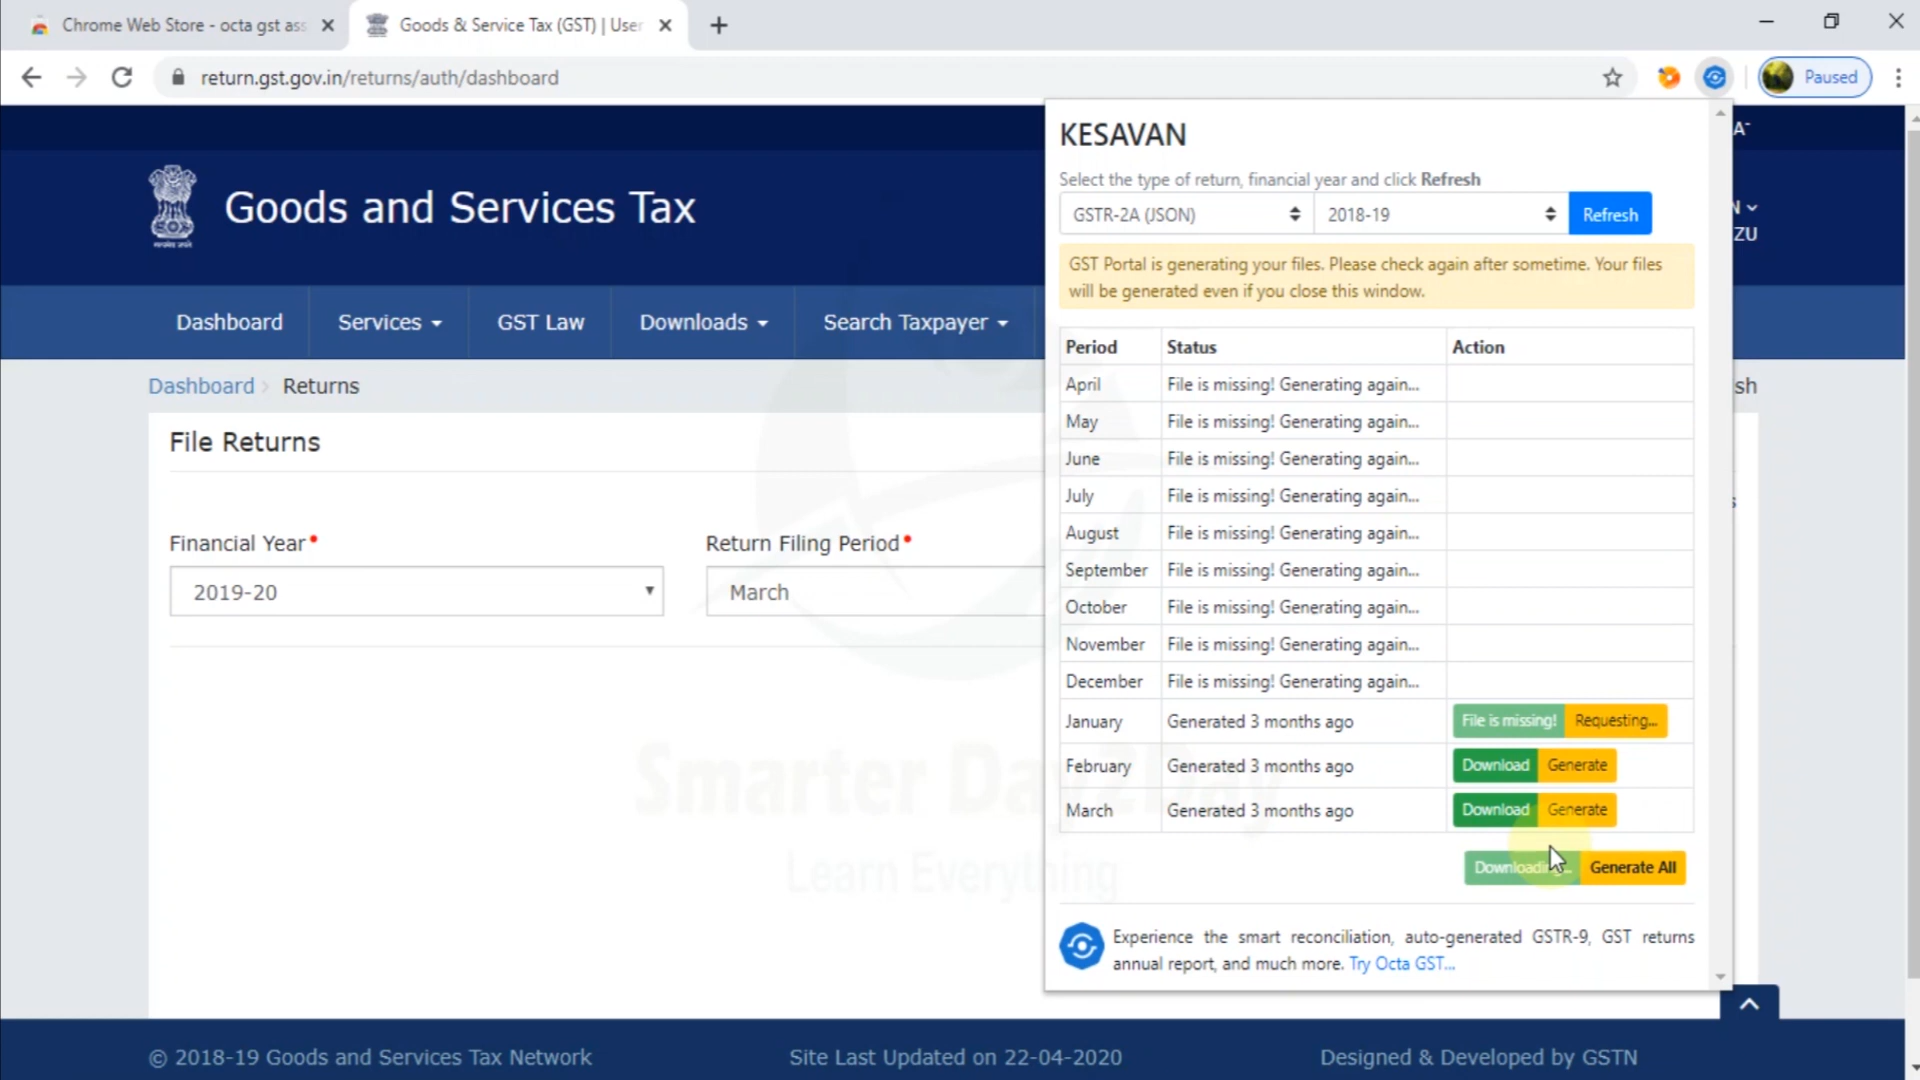 Chrome Web Store - octa gst ass
Goods & Service Tax (GST) | User
return.gst.gov.in/returns/auth/dashboard
Paused
Goods and Services Tax
Dashboard
Services
GST Law
Downloads
Search Taxpayer
Dashboard
Returns
File Returns
Financial Year•
Return Filing Period•
2019-20
March
A-
N
ZU
sh
KESAVAN
Select the type of return, financial year and click Refresh
GSTR-2A (JSON)
2018-19
Refresh
GST Portal is generating your files. Please check again after sometime. Your files
will be generated even if you close this window.
Period Status Action
April File is missing! Generating again...
May File is missing! Generating again...
June File is missing! Generating again...
July File is missing! Generating again...
August File is missing! Generating again...
September File is missing! Generating again...
October File is missing! Generating again...
November File is missing! Generating again...
December File is missing! Generating again...
January Generated 3 months ago File is missing! Requesting...
February Generated 3 months ago Download Generate
March Generated 3 months ago Download Generate
Downloading... Generate All
Experience the smart reconciliation, auto-generated GSTR-9, GST returns
annual report, and much more. Try Octa GST...
Smarter Day2Day
Learn Everything
© 2018-19 Goods and Services Tax Network
Site Last Updated on 22-04-2020
Designed & Developed by GSTN